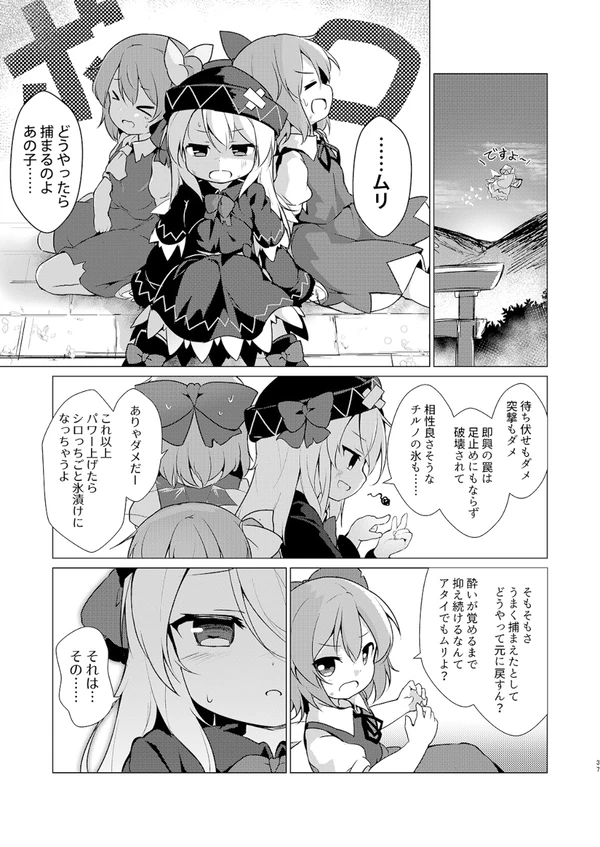 ですよ〜
ボロ
……ムリ
どうやったら
捕まるのよ
あの子……
待ち伏せもダメ
突撃もダメ
即興の罠は
足止めにもならず
破壊されて
相性良さそうな
チルノの氷も……
ありゃダメだー
これ以上
パワー上げたら
シロっちごと氷漬けに
なっちゃうよ
そもそもさ
うまく捕まえたとして
どうやって元に戻すん?
酔いが覚めるまで
抑え続けるなんて
アタイでもムリよ?
それは…
その……
37